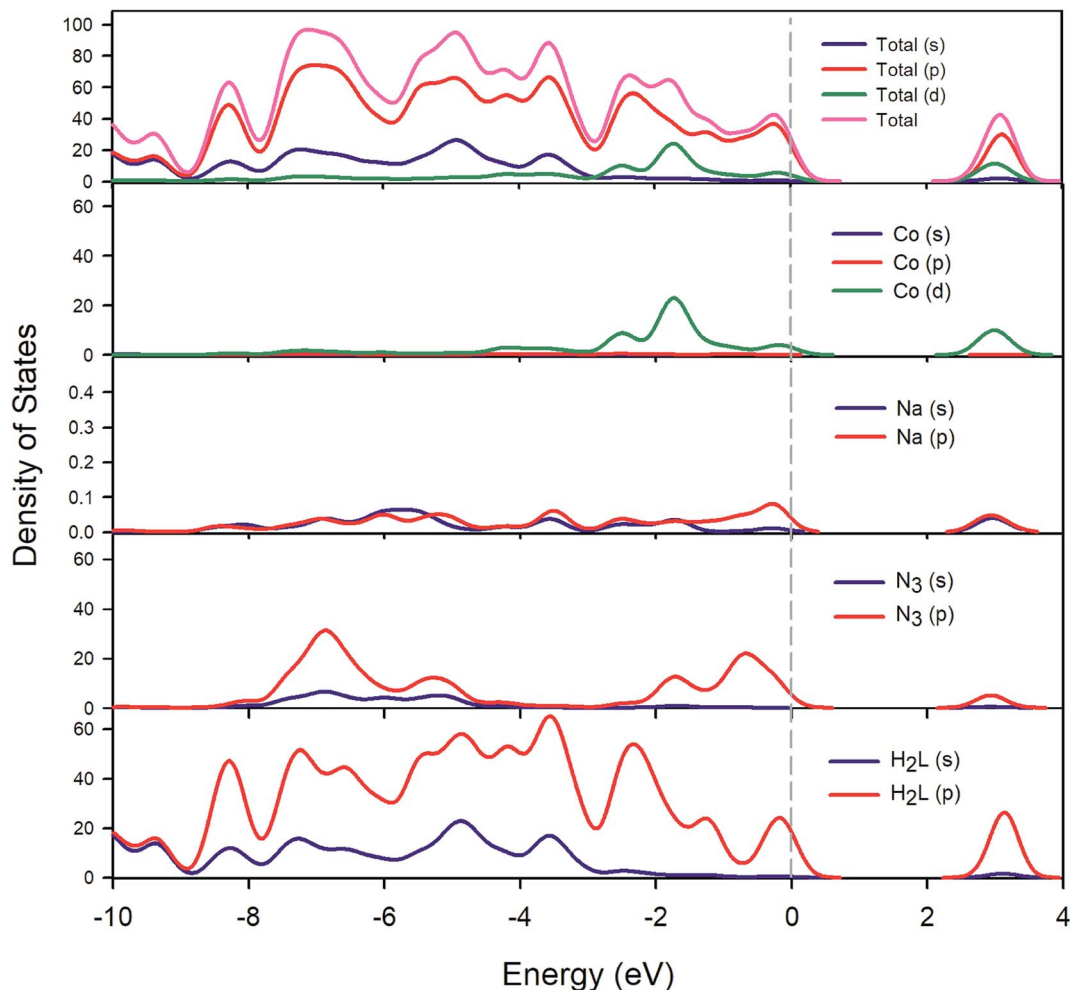 100
80
60
40
20
0
Total (s)
Total (p)
Total (d)
Total
60
40
20
0
Co (s)
Co (p)
Co (d)
0.4
0.3
0.2
0.1
0.0
Na (s)
Na (p)
60
40
20
0
N3 (s)
N3 (p)
60
40
20
0
H2L (s)
H2L (p)
-10 -8 -6 -4 -2 0 2 4
Density of States
Energy (eV)